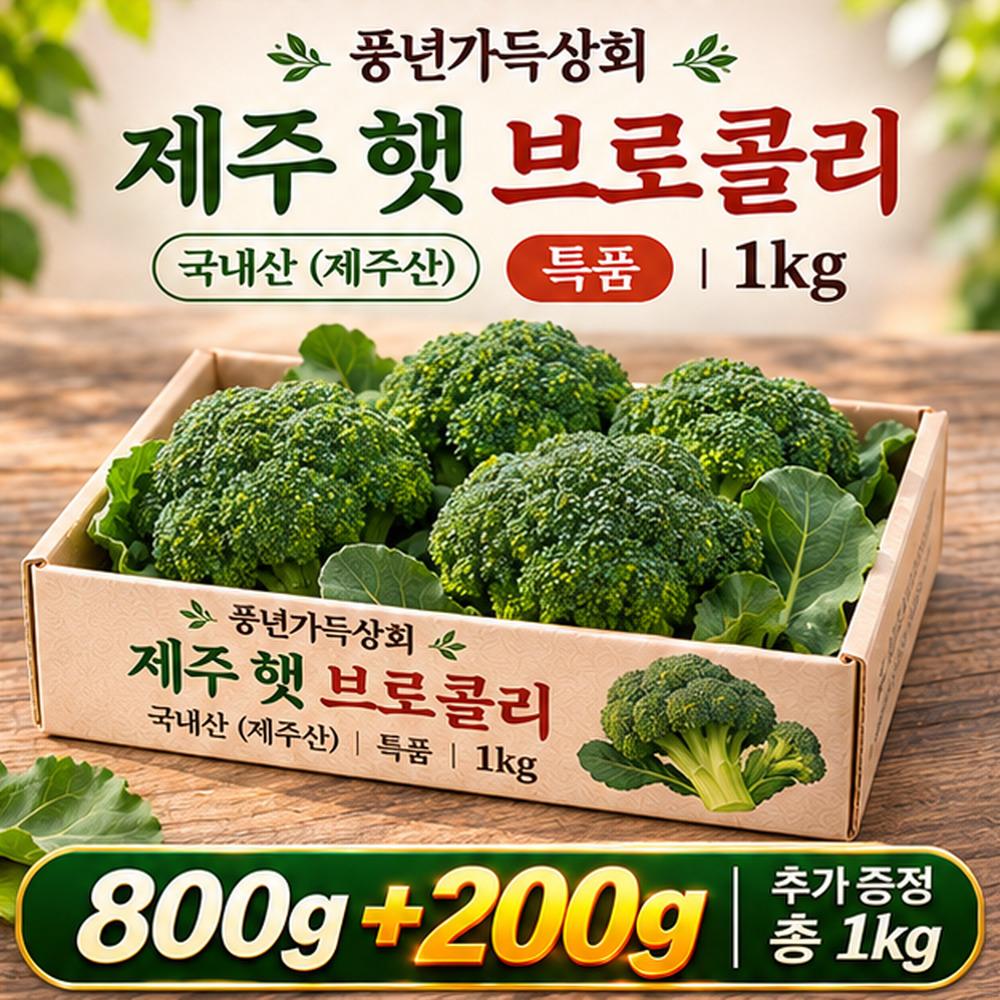 풍년가득상회
제주 햇 브로콜리
국내산 (제주산) 특품 | 1kg
풍년가득상회
제주 햇 브로콜리
국내산 (제주산) | 특품 | 1kg
800g +200g | 추가 증정
총 1kg